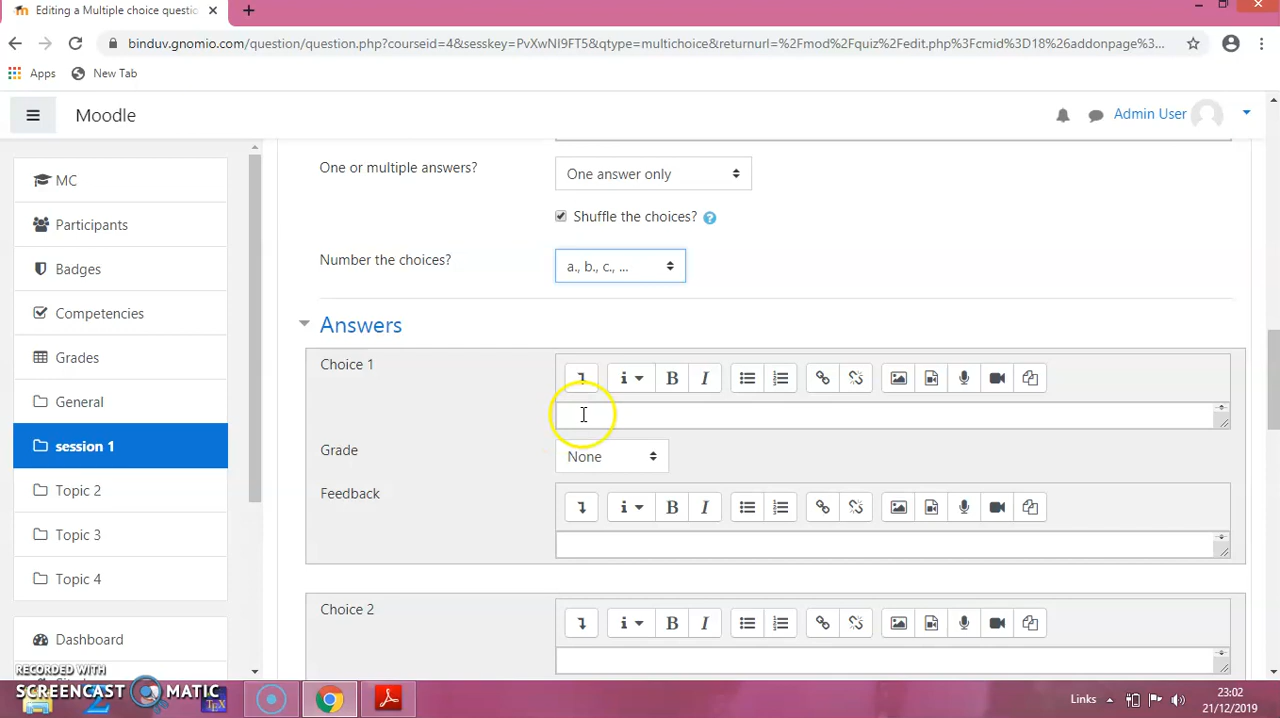 Editing a Multiple choice questio
binduv.gnomio.com/question/question.php?courseid=4&sesskey=PvXwNI9FT5&qtype=multichoice&returnurl=%2Fmod%2Fquiz%2Fedit.php%3Fcmid%3D18%26addonpage%3...
Apps
New Tab
Moodle
Admin User
MC
Participants
Badges
Competencies
Grades
General
session 1
Topic 2
Topic 3
Topic 4
Dashboard
One or multiple answers?
One answer only
Shuffle the choices?
Number the choices?
a., b., c., ...
Answers
Choice 1
B I
Grade
None
Feedback
B I
Choice 2
B I
RECORDED WITH
SCREENCAST MATIC
Links
23:02
21/12/2019